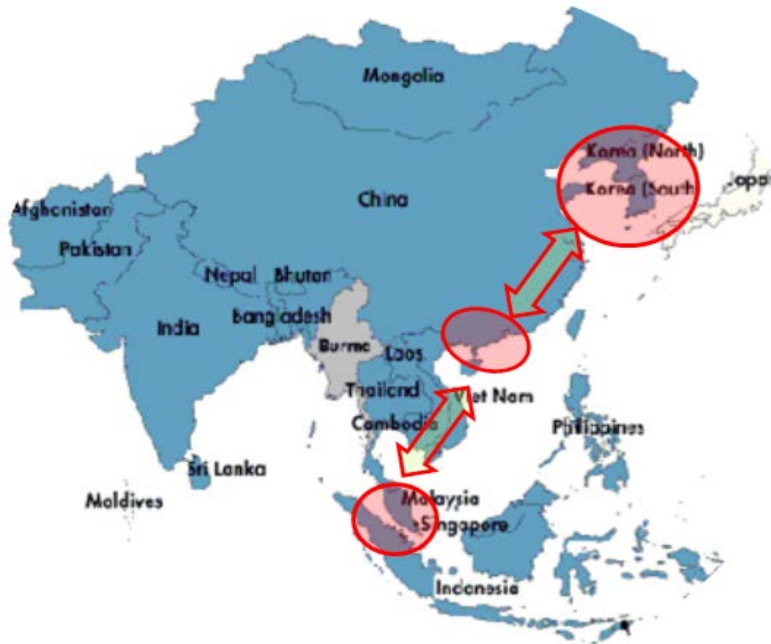 Mongolia
Korea (North)
Japan
Korea (South
China
Afghanistan
Pakistan
Nepal
Bhutan
Bangladesh
India
Burma
Laos
Thailand
Viet Nam
Cambodia
Philippines
Sri Lanka
Maldives
Malaysia
Singapore
Indonesia